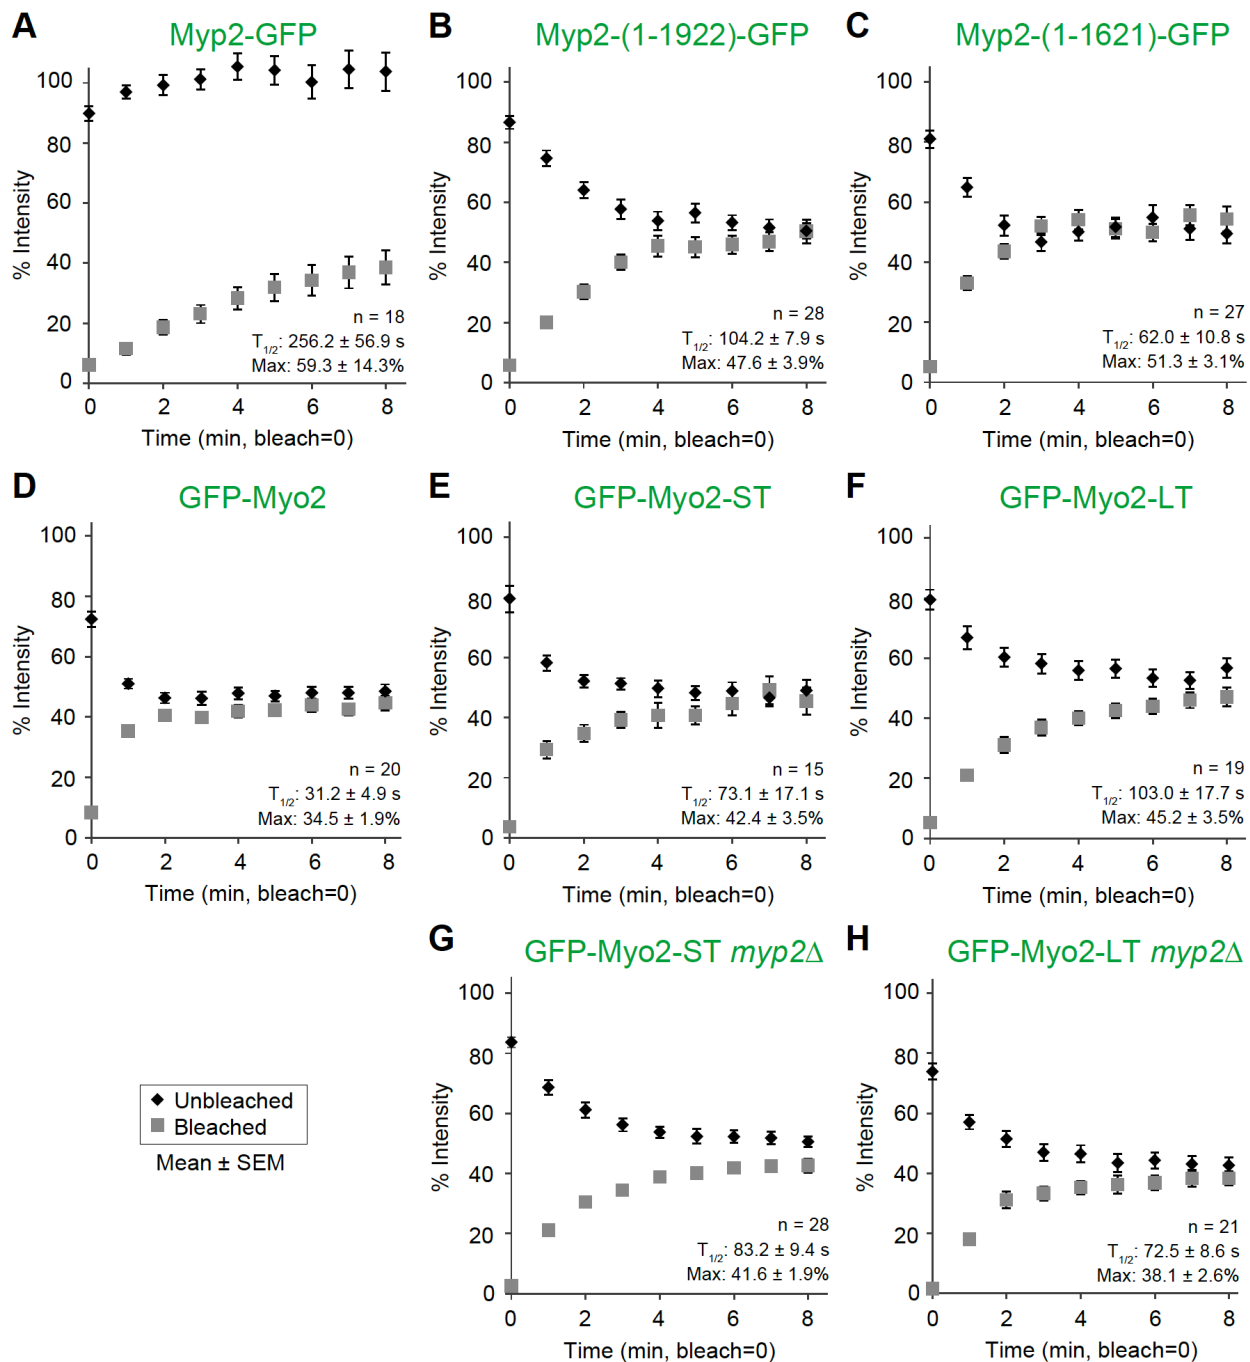 A
Myp2-GFP
% Intensity
100
80
60
40
20
0
n = 18
T1/2: 256.2 ± 56.9 s
Max: 59.3 ± 14.3%
0 2 4 6 8
Time (min, bleach=0)
B
Myp2-(1-1922)-GFP
% Intensity
100
80
60
40
20
0
n = 28
T1/2: 104.2 ± 7.9 s
Max: 47.6 ± 3.9%
0 2 4 6 8
Time (min, bleach=0)
C
Myp2-(1-1621)-GFP
% Intensity
100
80
60
40
20
0
n = 27
T1/2: 62.0 ± 10.8 s
Max: 51.3 ± 3.1%
0 2 4 6 8
Time (min, bleach=0)
D
GFP-Myo2
% Intensity
100
80
60
40
20
0
n = 20
T1/2: 31.2 ± 4.9 s
Max: 34.5 ± 1.9%
0 2 4 6 8
Time (min, bleach=0)
E
GFP-Myo2-ST
% Intensity
100
80
60
40
20
0
n = 15
T1/2: 73.1 ± 17.1 s
Max: 42.4 ± 3.5%
0 2 4 6 8
Time (min, bleach=0)
F
GFP-Myo2-LT
% Intensity
100
80
60
40
20
0
n = 19
T1/2: 103.0 ± 17.7 s
Max: 45.2 ± 3.5%
0 2 4 6 8
Time (min, bleach=0)
Unbleached
Bleached
Mean ± SEM
G
GFP-Myo2-ST myp2Δ
% Intensity
100
80
60
40
20
0
n = 28
T1/2: 83.2 ± 9.4 s
Max: 41.6 ± 1.9%
0 2 4 6 8
Time (min, bleach=0)
H
GFP-Myo2-LT myp2Δ
% Intensity
100
80
60
40
20
0
n = 21
T1/2: 72.5 ± 8.6 s
Max: 38.1 ± 2.6%
0 2 4 6 8
Time (min, bleach=0)